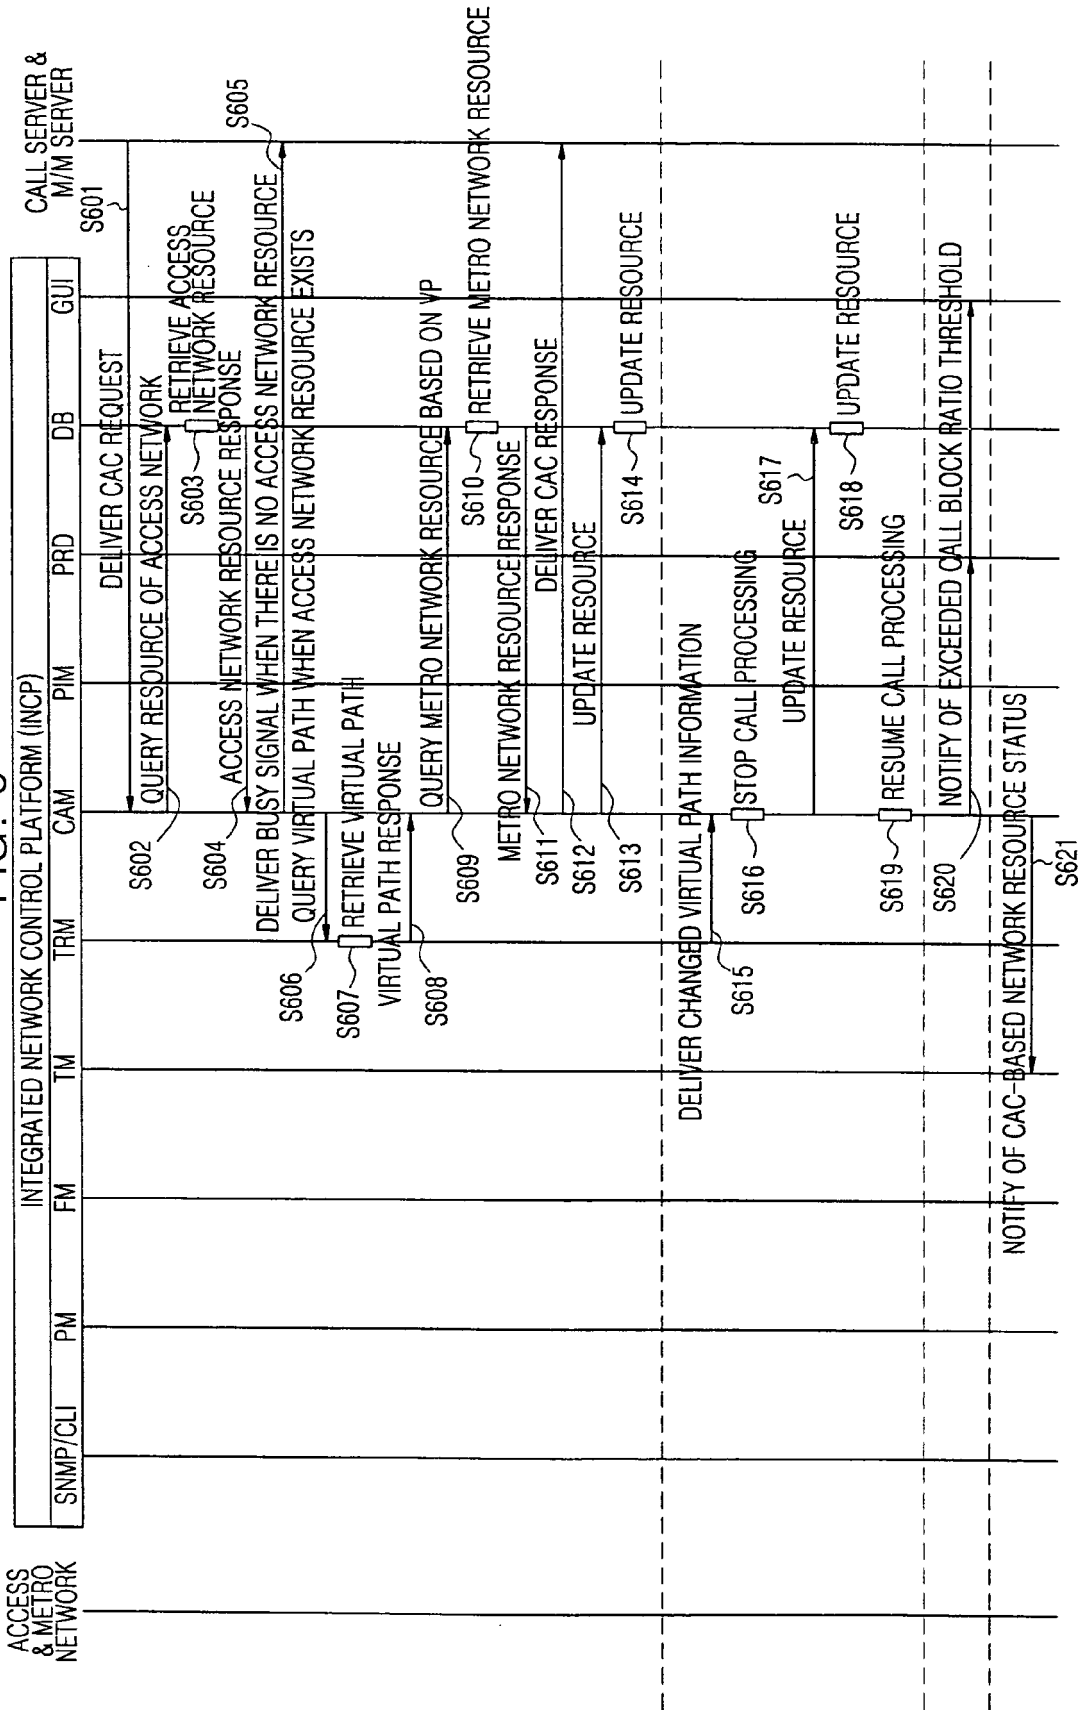 FIG. 6
ACCESS
& METRO
NETWORK
INTEGRATED NETWORK CONTROL PLATFORM (INCP)
SNMP/CLI
PM
FM
TM
TRM
CAM
PIM
PRD
DB
GUI
CALL SERVER &
M/M SERVER
S601
DELIVER CAC REQUEST
QUERY RESOURCE OF ACCESS NETWORK
S602
RETRIEVE ACCESS
NETWORK RESOURCE
S603
ACCESS NETWORK RESOURCE RESPONSE
S604
DELIVER BUSY SIGNAL WHEN THERE IS NO ACCESS NETWORK RESOURCE
S605
QUERY VIRTUAL PATH WHEN ACCESS NETWORK RESOURCE EXISTS
S606
RETRIEVE VIRTUAL PATH
S607
VIRTUAL PATH RESPONSE
S608
QUERY METRO NETWORK RESOURCE BASED ON VP
S609
RETRIEVE METRO NETWORK RESOURCE
S610
METRO NETWORK RESOURCE RESPONSE
S611
DELIVER CAC RESPONSE
S612
UPDATE RESOURCE
S613
UPDATE RESOURCE
S614
DELIVER CHANGED VIRTUAL PATH INFORMATION
S615
STOP CALL PROCESSING
S616
UPDATE RESOURCE
S617
UPDATE RESOURCE
S618
RESUME CALL PROCESSING
S619
NOTIFY OF EXCEEDED CALL BLOCK RATIO THRESHOLD
S620
NOTIFY OF CAC-BASED NETWORK RESOURCE STATUS
S621